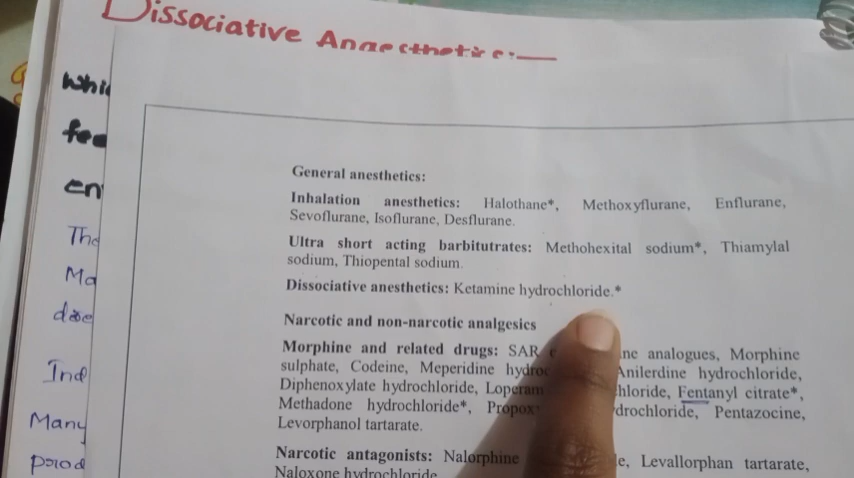 Dissociative Anaesthetics:—
General anesthetics:
Inhalation anesthetics: Halothane*, Methoxyflurane, Enflurane,
Sevoflurane, Isoflurane, Desflurane.
Ultra short acting barbitutrates: Methohexital sodium*, Thiamylal
sodium, Thiopental sodium.
Dissociative anesthetics: Ketamine hydrochloride.*
Narcotic and non-narcotic analgesics
Morphine and related drugs: SAR analogues, Morphine
sulphate, Codeine, Meperidine Anilerdine hydrochloride,
Diphenoxylate hydrochloride, Fentanyl citrate*,
Methadone hydrochloride*, Pentazocine,
Levorphanol tartarate.
Narcotic antagonists: Nalorphine Levallorphan tartarate,
Naloxone hydrochloride
Many